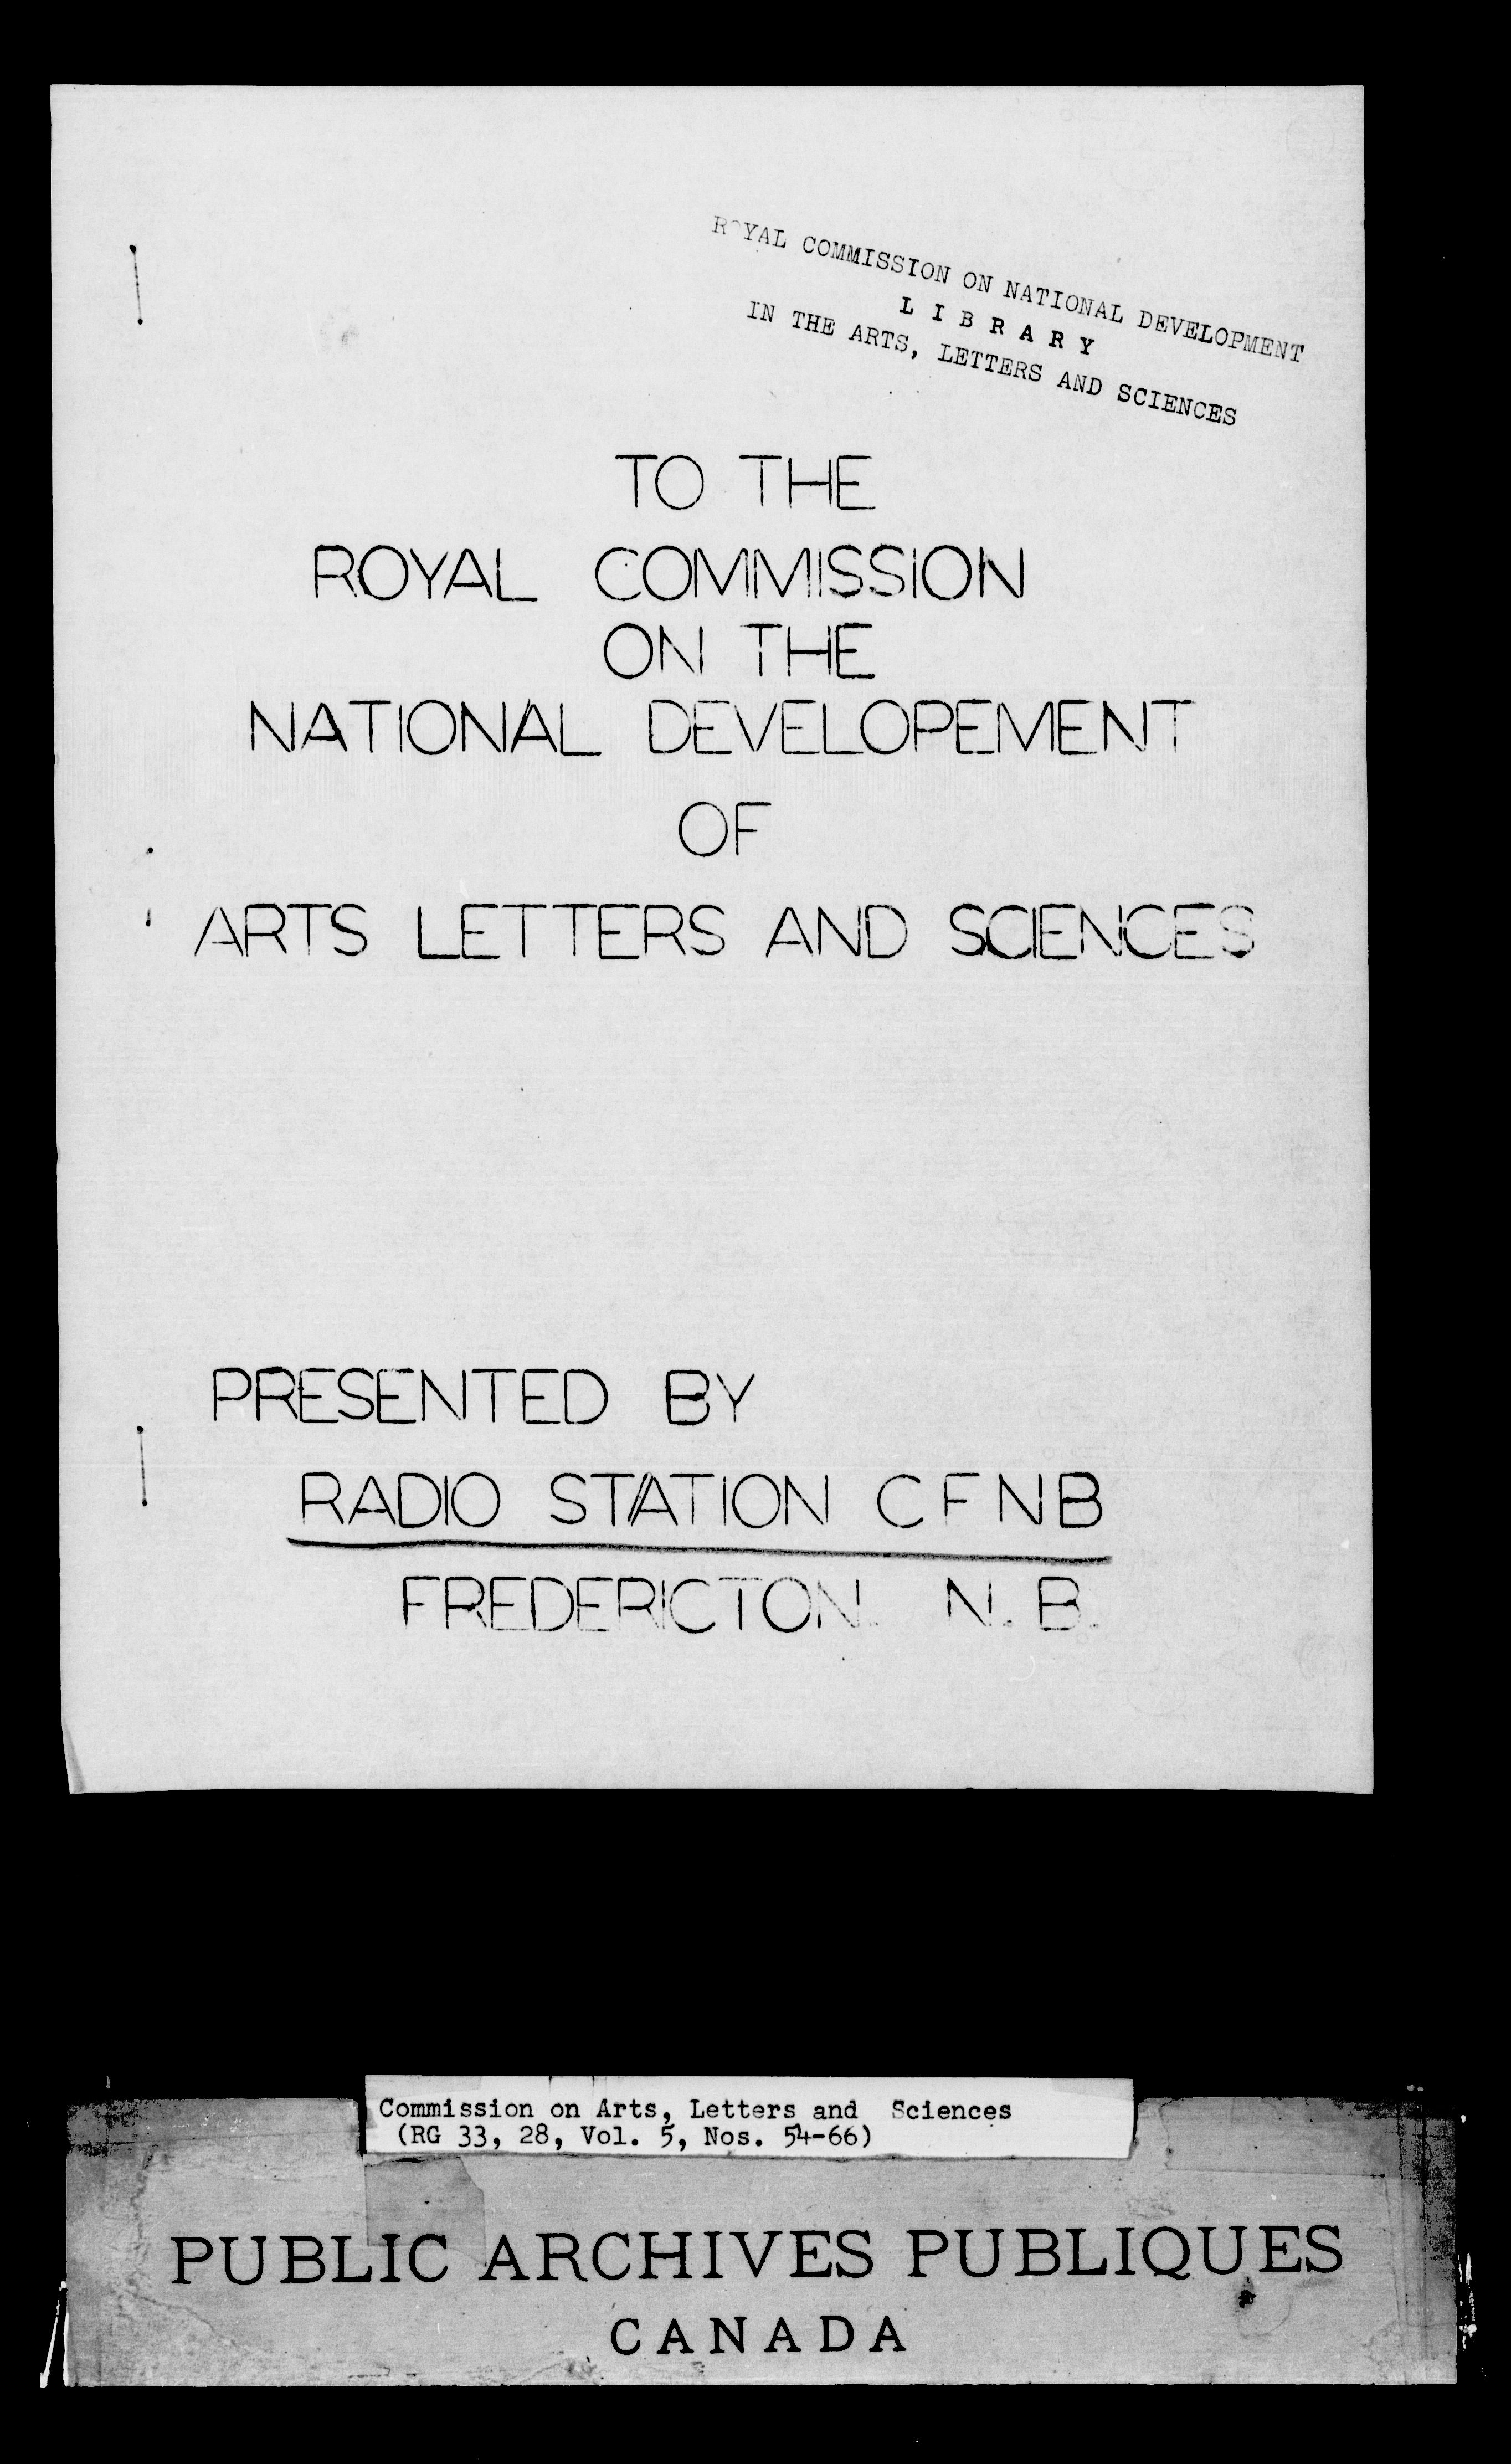 ROYAL COMMISSION ON NATIONAL DEVELOPMENT
LIBRARY
IN THE ARTS, LETTERS AND SCIENCES
TO THE
ROYAL COMMISSION
ON THE
NATIONAL DEVELOPEMENT
OF
ARTS LETTERS AND SCIENCES
PRESENTED BY
RADIO STATION CFNB
FREDERICTON. N.B.
Commission on Arts, Letters and Sciences
(RG 33, 28, Vol. 5, Nos. 54-66)
PUBLIC ARCHIVES PUBLIQUES
CANADA